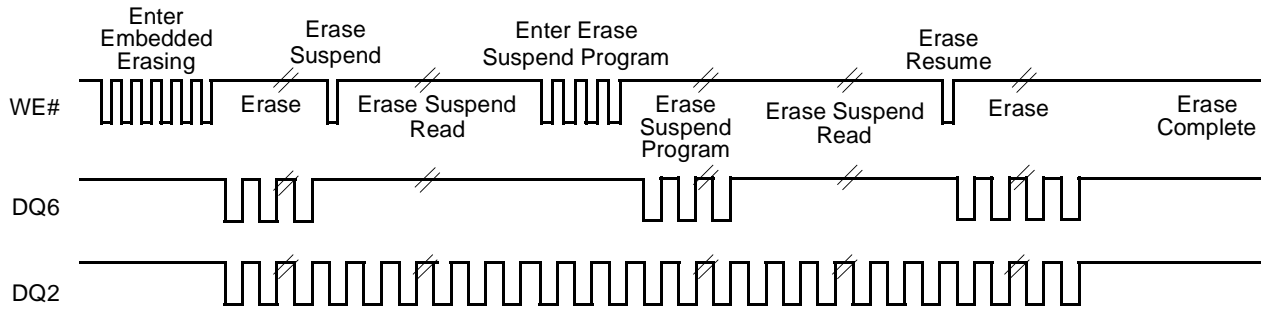 Enter
Embedded
Erasing
Erase
Suspend
Enter Erase
Suspend Program
Erase
Resume
WE#
Erase
Erase Suspend
Read
Erase
Suspend
Program
Erase Suspend
Read
Erase
Erase
Complete
DQ6
DQ2